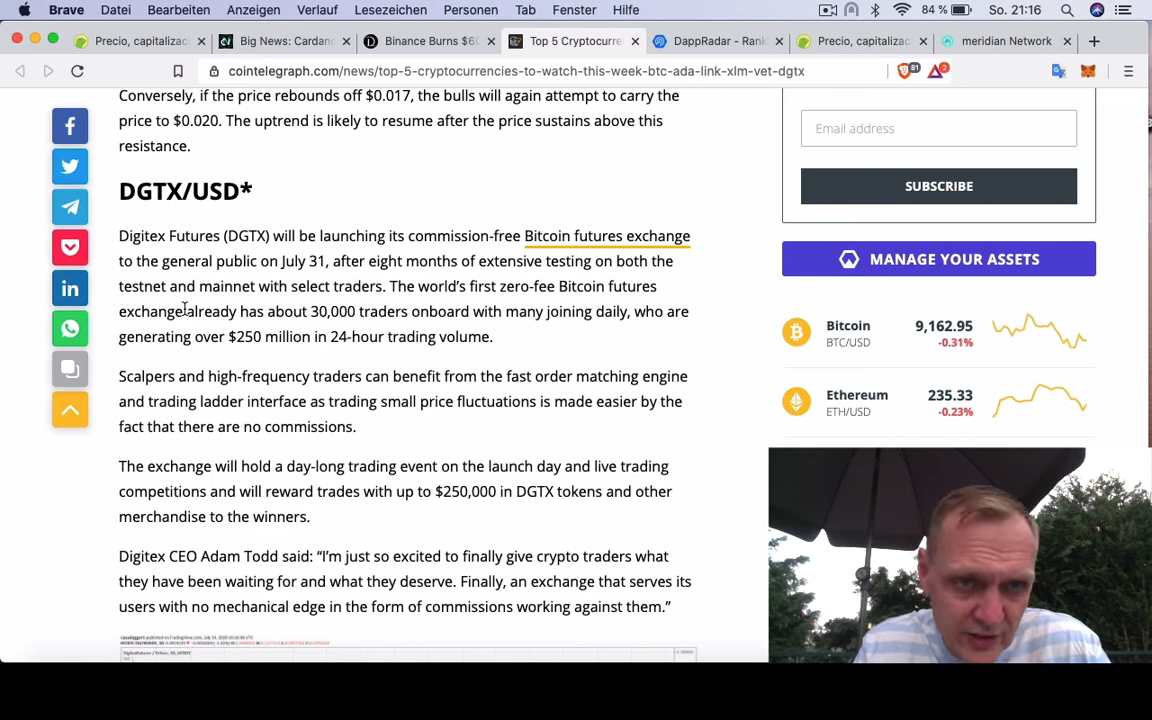 Brave Datei Bearbeiten Anzeigen Verlauf Lesezeichen Personen Tab Fenster Hilfe 84 % So. 21:16
Precio, capitalizac Big News: Cardano Binance Burns $60 Top 5 Cryptocurre DappRadar - Rank Precio, capitalizac meridian Network
cointelegraph.com/news/top-5-cryptocurrencies-to-watch-this-week-btc-ada-link-xlm-vet-dgtx 81 2
Conversely, if the price rebounds off $0.017, the bulls will again attempt to carry the
price to $0.020. The uptrend is likely to resume after the price sustains above this
resistance.
DGTX/USD*
Digitex Futures (DGTX) will be launching its commission-free Bitcoin futures exchange
to the general public on July 31, after eight months of extensive testing on both the
testnet and mainnet with select traders. The world's first zero-fee Bitcoin futures
exchange already has about 30,000 traders onboard with many joining daily, who are
generating over $250 million in 24-hour trading volume.
Scalpers and high-frequency traders can benefit from the fast order matching engine
and trading ladder interface as trading small price fluctuations is made easier by the
fact that there are no commissions.
The exchange will hold a day-long trading event on the launch day and live trading
competitions and will reward trades with up to $250,000 in DGTX tokens and other
merchandise to the winners.
Digitex CEO Adam Todd said: “I'm just so excited to finally give crypto traders what
they have been waiting for and what they deserve. Finally, an exchange that serves its
users with no mechanical edge in the form of commissions working against them.”
Email address
SUBSCRIBE
MANAGE YOUR ASSETS
Bitcoin 9,162.95
BTC/USD -0.31%
Ethereum 235.33
ETH/USD -0.23%